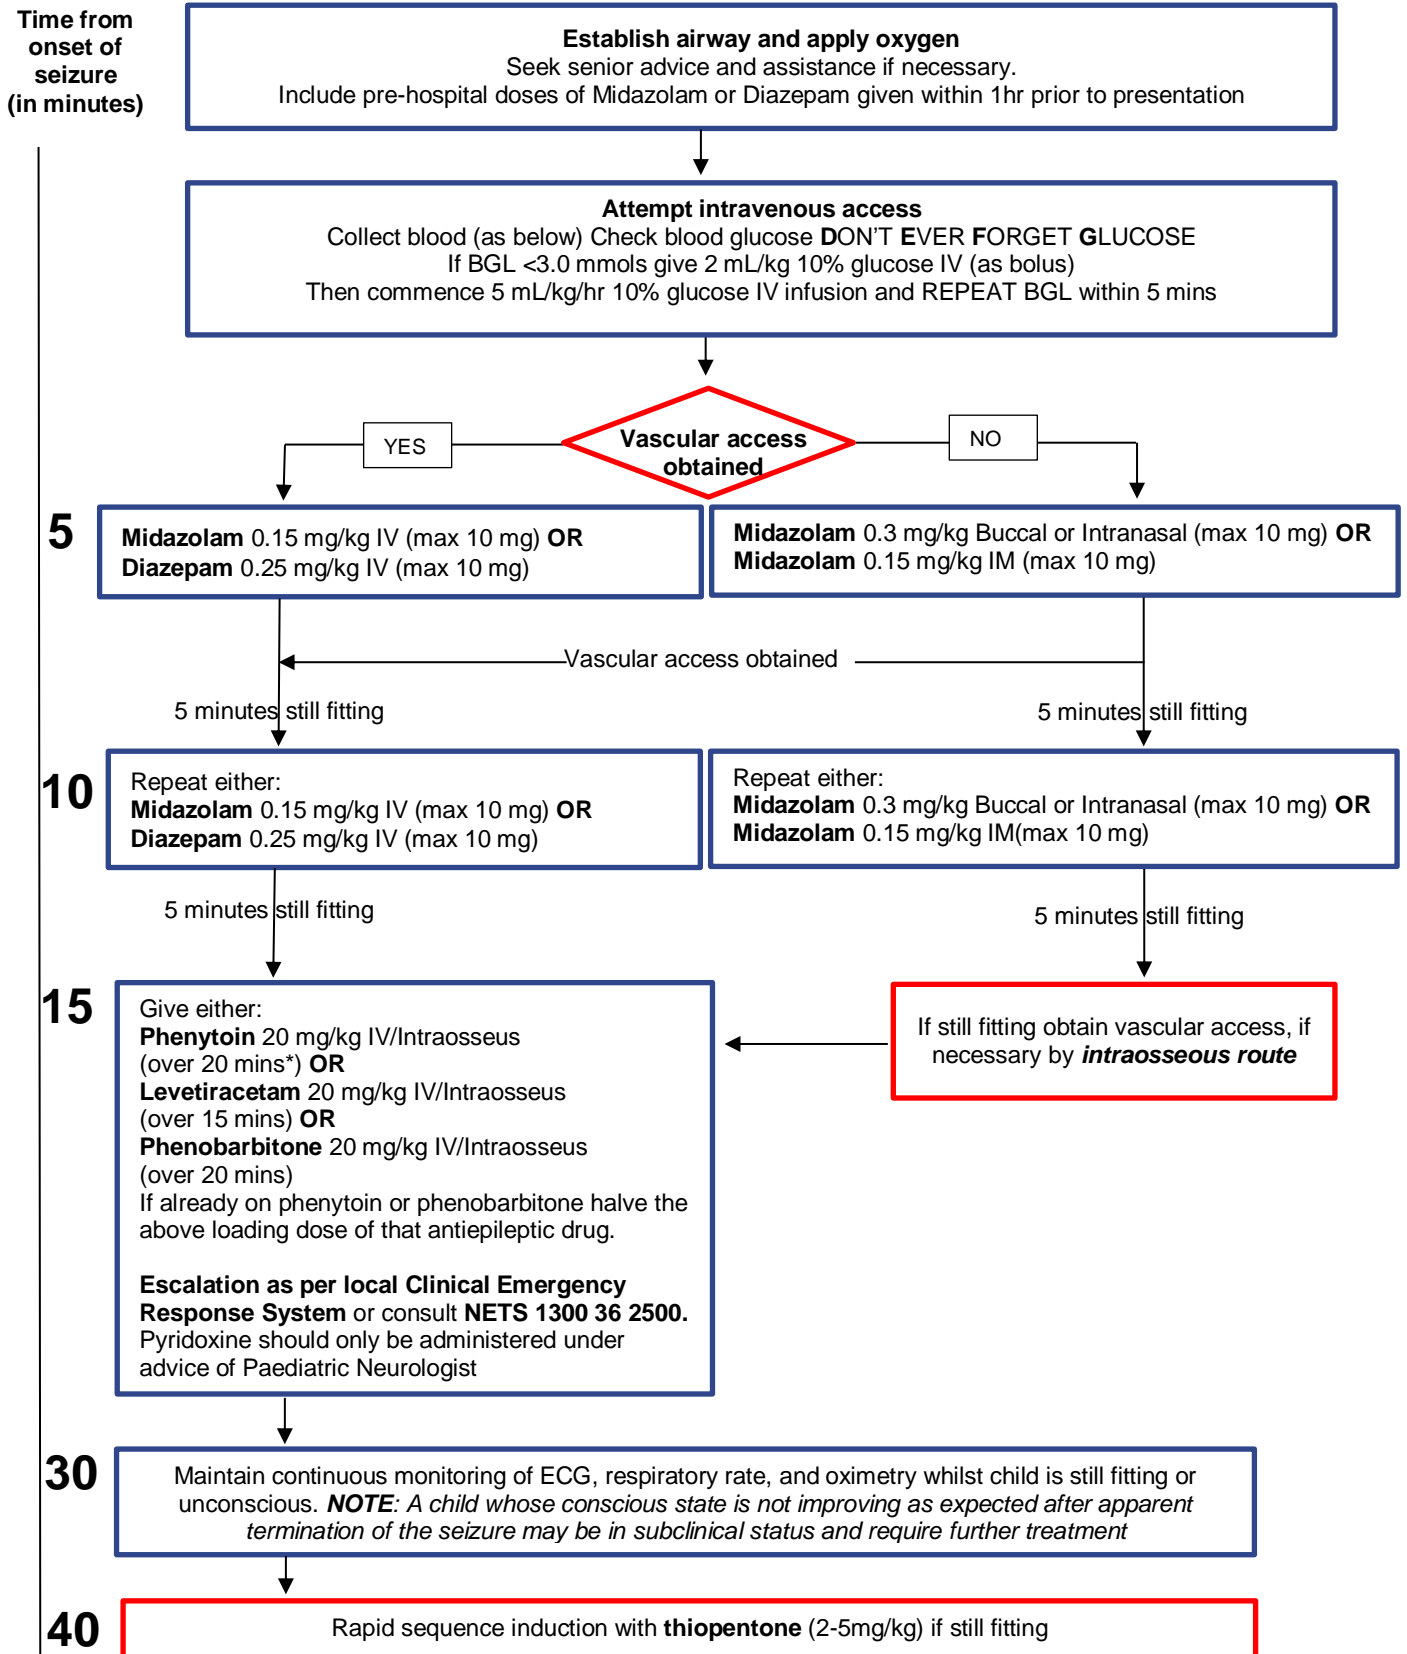 Time from
onset of
seizure
(in minutes)
Establish airway and apply oxygen
Seek senior advice and assistance if necessary.
Include pre-hospital doses of Midazolam or Diazepam given within 1hr prior to presentation
Attempt intravenous access
Collect blood (as below) Check blood glucose DON'T EVER FORGET GLUCOSE
If BGL <3.0 mmols give 2 mL/kg 10% glucose IV (as bolus)
Then commence 5 mL/kg/hr 10% glucose IV infusion and REPEAT BGL within 5 mins
Vascular access
obtained
YES
NO
5
Midazolam 0.15 mg/kg IV (max 10 mg) OR
Diazepam 0.25 mg/kg IV (max 10 mg)
Midazolam 0.3 mg/kg Buccal or Intranasal (max 10 mg) OR
Midazolam 0.15 mg/kg IM (max 10 mg)
Vascular access obtained
5 minutes still fitting
5 minutes still fitting
10
Repeat either:
Midazolam 0.15 mg/kg IV (max 10 mg) OR
Diazepam 0.25 mg/kg IV (max 10 mg)
Repeat either:
Midazolam 0.3 mg/kg Buccal or Intranasal (max 10 mg) OR
Midazolam 0.15 mg/kg IM(max 10 mg)
5 minutes still fitting
5 minutes still fitting
15
Give either:
Phenytoin 20 mg/kg IV/Intraosseus
(over 20 mins*) OR
Levetiracetam 20 mg/kg IV/Intraosseus
(over 15 mins) OR
Phenobarbitone 20 mg/kg IV/Intraosseus
(over 20 mins)
If already on phenytoin or phenobarbitone halve the
above loading dose of that antiepileptic drug.
Escalation as per local Clinical Emergency
Response System or consult NETS 1300 36 2500.
Pyridoxine should only be administered under
advice of Paediatric Neurologist
If still fitting obtain vascular access, if
necessary by intraosseous route
30
Maintain continuous monitoring of ECG, respiratory rate, and oximetry whilst child is still fitting or
unconscious. NOTE: A child whose conscious state is not improving as expected after apparent
termination of the seizure may be in subclinical status and require further treatment
40
Rapid sequence induction with thiopentone (2-5mg/kg) if still fitting